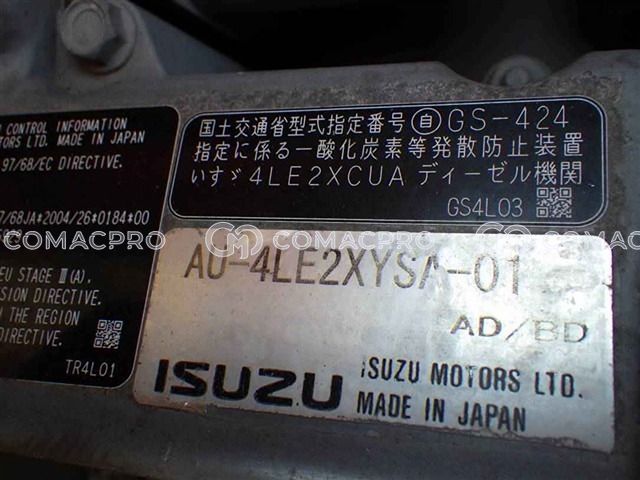 CONTROL INFORMATION
TORS LTD. MADE IN JAPAN
97/68/EC DIRECTIVE.
/68JA*2004/26*0184*00
EU STAGE Ⅲ(A),
SION DIRECTIVE.
IN THE REGION
DIRECTIVE.
TR4L01
国土交通省型式指定番号 自 GS-424
指定に係る一酸化炭素等発散防止装置
いすゞ 4LE2XCUA ディーゼル機関
GS4L03
COMACPRO COMACPRO COMACPRO
AU-4LE2XYSA-01
AD/BD
ISUZU ISUZU MOTORS LTD.
MADE IN JAPAN